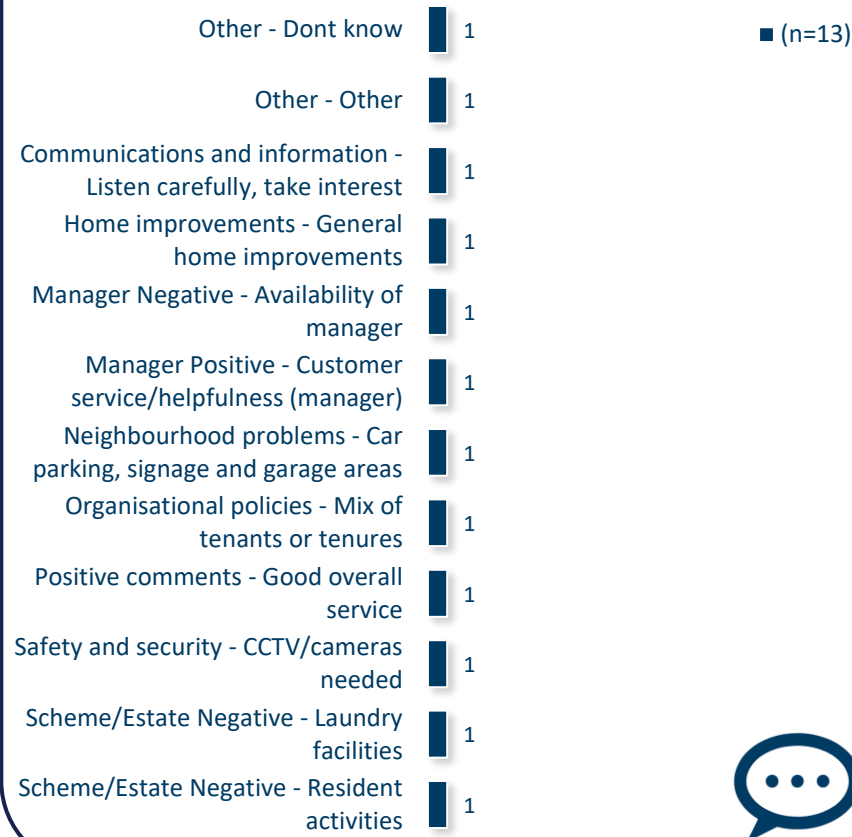 Other - Dont know 1
(n=13)
Other - Other 1
Communications and information -
Listen carefully, take interest 1
Home improvements - General
home improvements 1
Manager Negative - Availability of
manager 1
Manager Positive - Customer
service/helpfulness (manager) 1
Neighbourhood problems - Car
parking, signage and garage areas 1
Organisational policies - Mix of
tenants or tenures 1
Positive comments - Good overall
service 1
Safety and security - CCTV/cameras
needed 1
Scheme/Estate Negative - Laundry
facilities 1
Scheme/Estate Negative - Resident
activities 1